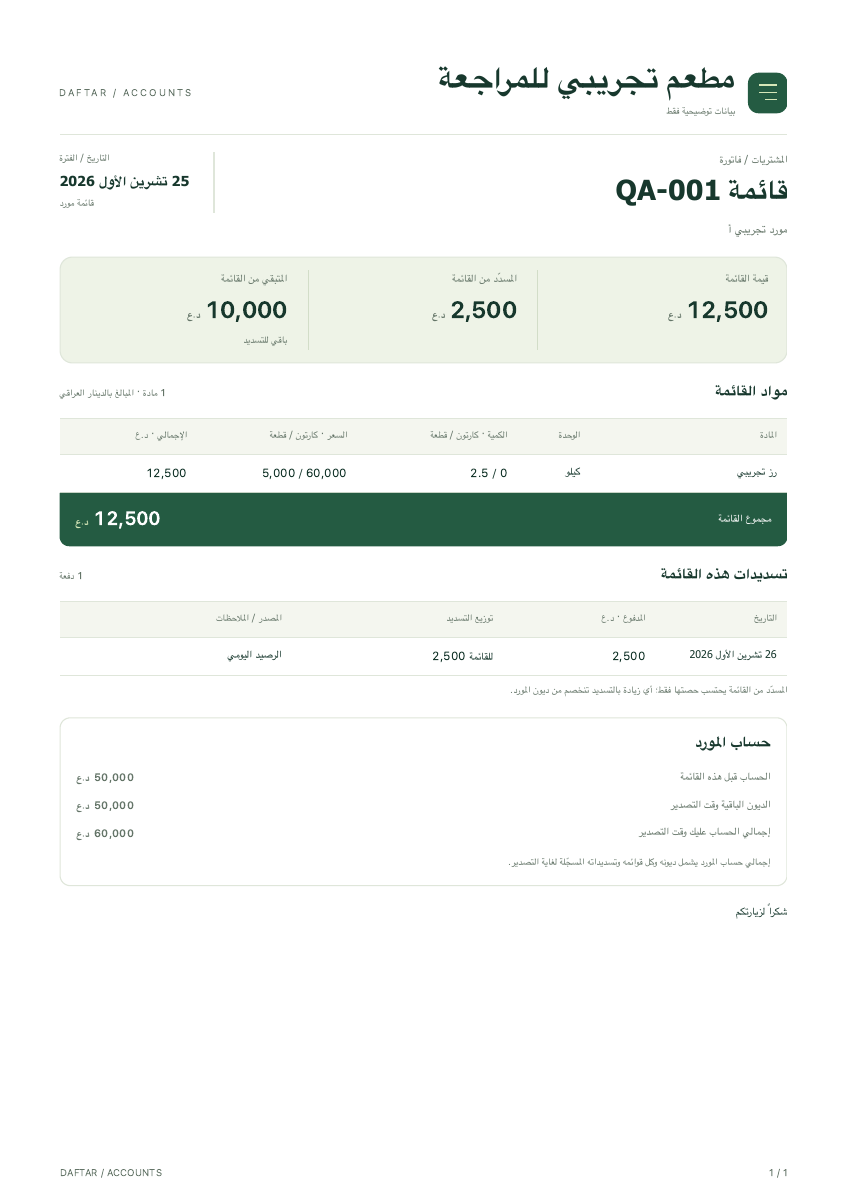 مطعم تجريبي للمراجعة
بيانات توضيحية فقط
DAFTAR / ACCOUNTS
المشتريات / فاتورة
قائمة QA-001
مورد تجريبي أ
التاريخ / الفترة
25 تشرين الأول 2026
قائمة مورد
قيمة القائمة
12,500 د.ع
المسدّد من القائمة
2,500 د.ع
المتبقي من القائمة
10,000 د.ع
باقي للتسديد
مواد القائمة
1 مادة · المبالغ بالدينار العراقي
المادة الوحدة الكمية · كارتون / قطعة السعر · كارتون / قطعة الإجمالي · د.ع
رز تجريبي كيلو 2.5 / 0 5,000 / 60,000 12,500
مجموع القائمة 12,500 د.ع
تسديدات هذه القائمة
1 دفعة
التاريخ المدفوع · د.ع توزيع التسديد المصدر / الملاحظات
26 تشرين الأول 2026 2,500 للقائمة 2,500 الرصيد اليومي
المسدّد من القائمة يحتسب حصتها فقط؛ أي زيادة بالتسديد تنخصم من ديون المورد.
حساب المورد
الحساب قبل هذه القائمة 50,000 د.ع
الديون الباقية وقت التصدير 50,000 د.ع
إجمالي الحساب عليك وقت التصدير 60,000 د.ع
إجمالي حساب المورد يشمل ديونه وكل قوائمه وتسديداته المسجّلة لغاية التصدير.
شكراً لزيارتكم
DAFTAR / ACCOUNTS
1 / 1